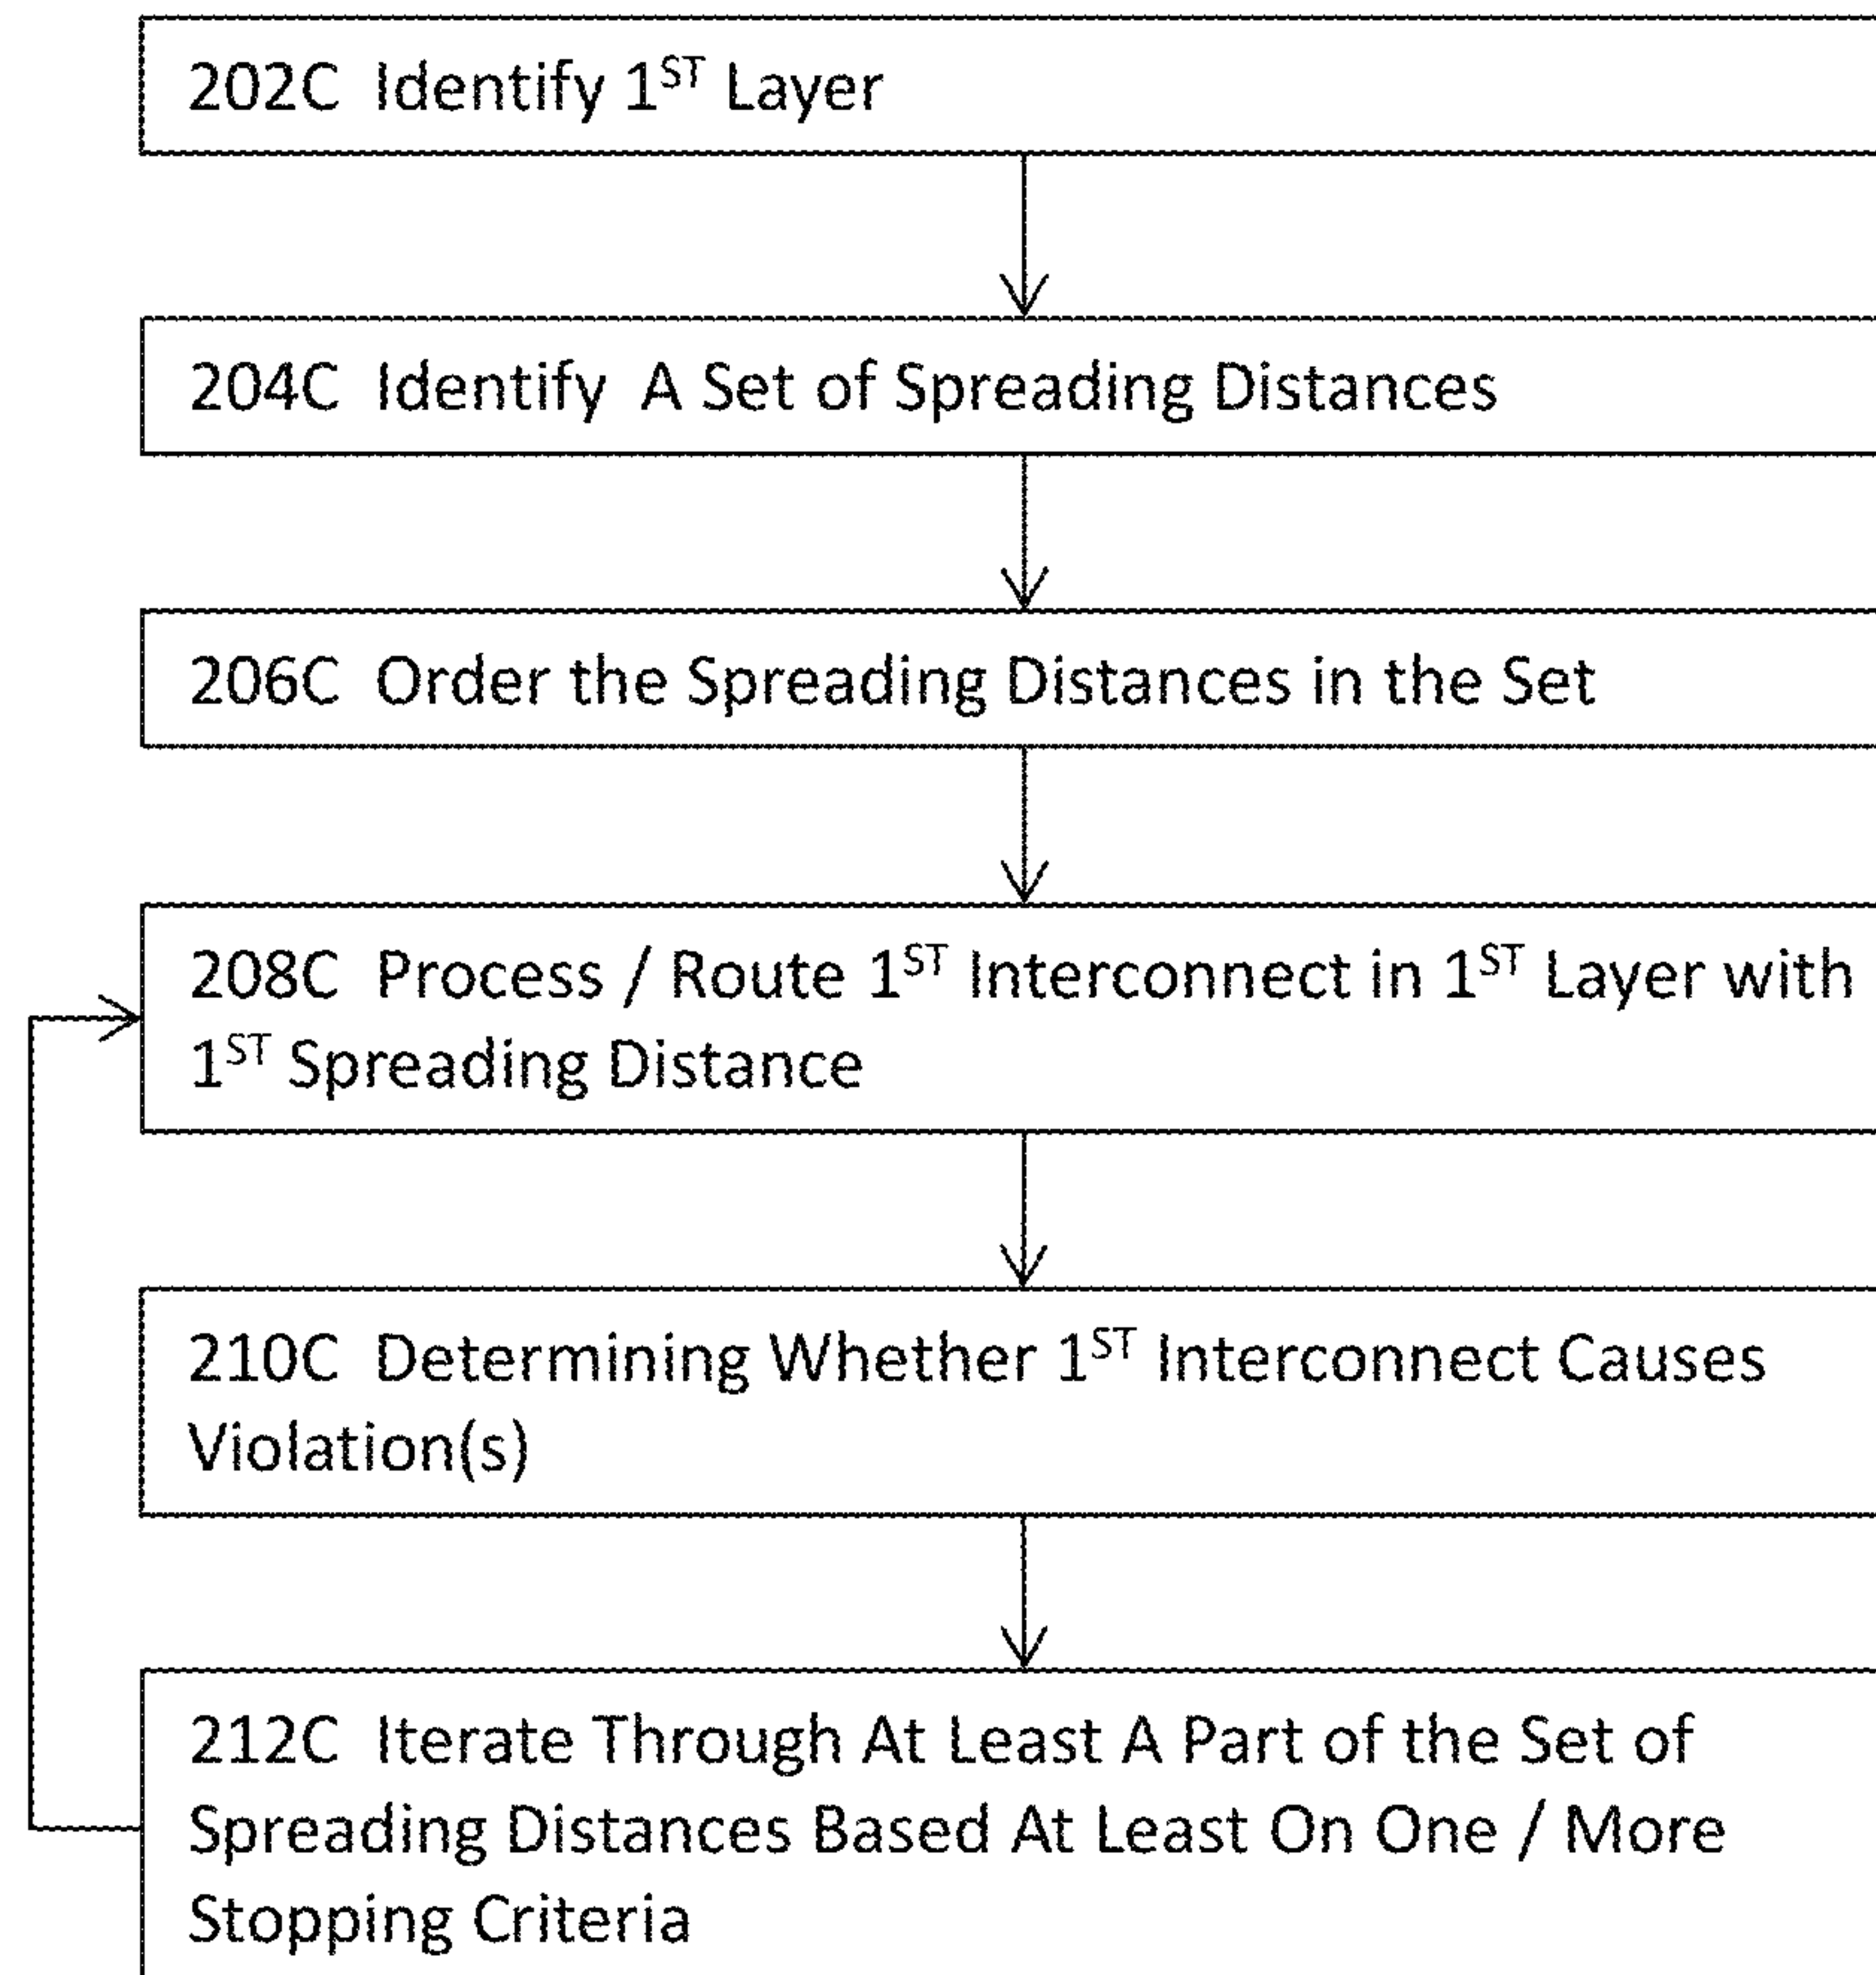 202C Identify 1ST Layer
204C Identify A Set of Spreading Distances
206C Order the Spreading Distances in the Set
208C Process / Route 1ST Interconnect in 1ST Layer with
1ST Spreading Distance
210C Determining Whether 1ST Interconnect Causes
Violation(s)
212C Iterate Through At Least A Part of the Set of
Spreading Distances Based At Least On One / More
Stopping Criteria